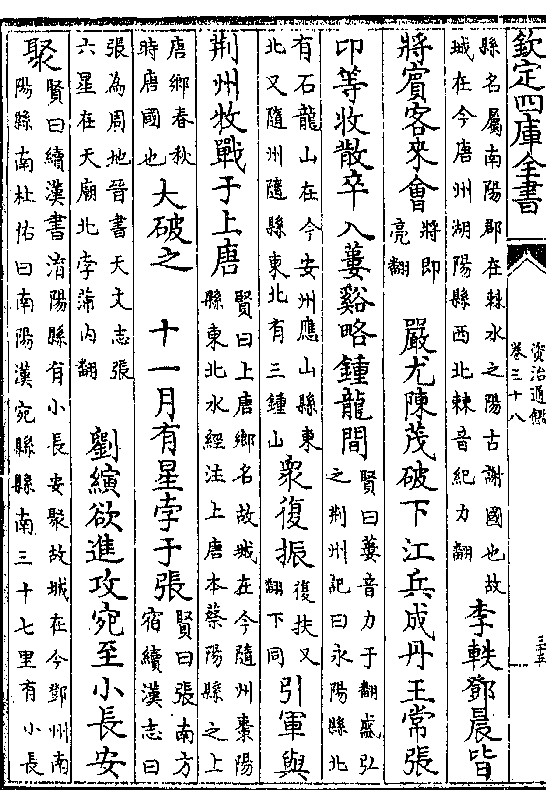 欽定四庫全書
資治通鑑
卷三十八
縣名屬南陽郡在棘水之陽古謝國也故
城在今唐州湖陽縣西北棘音紀力翻
李軼鄧晨皆
將賓客來會
將即
亮翻
嚴尤陳茂破下江兵成丹王常張
卬等收散卒入蔞谿略鍾龍間
賢曰蔞音力于翻盛弘
之荆州記曰永陽縣北
有石龍山在今安州應山縣東
北又隨州隨縣東北有三鍾山
衆復振
復扶又
翻下同
引軍與
荆州牧戰于上唐
賢曰上唐鄉名故城在今隨州棗陽
縣東北水經注上唐本蔡陽縣之上
唐鄉春秋
時唐國也
大破之
十一月有星孛于張
賢曰張南方
宿續漢志曰
張為周地晉書天文志張
六星在天廟北孛蒲内翻
劉縯欲進攻宛至小長安
聚
賢曰續漢書淯陽縣有小長安聚故城在今鄧州南
陽縣南杜佑曰南陽漢宛縣縣南三十七里有小長